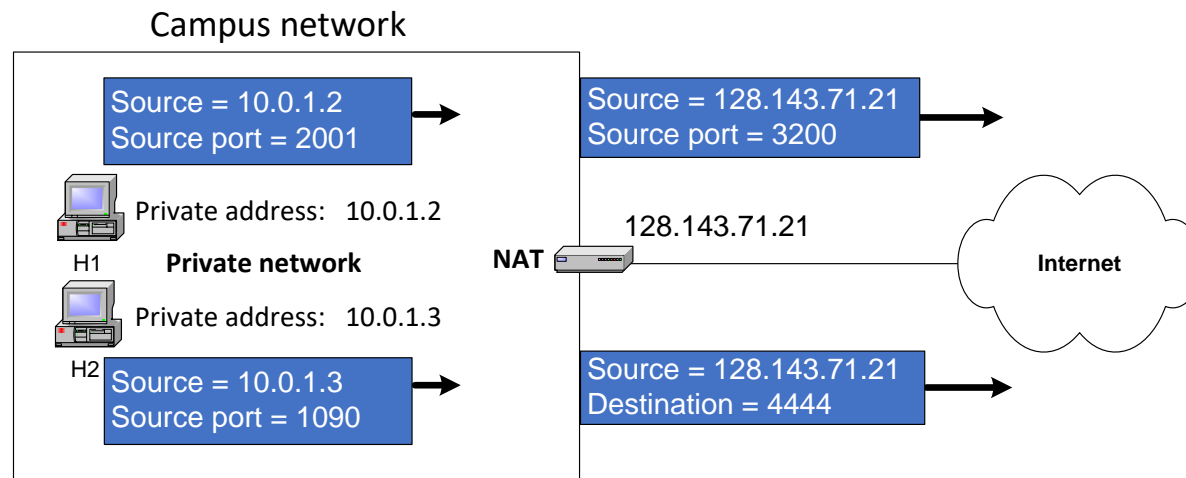 Campus network
Source = 10.0.1.2
Source port = 2001
Source = 128.143.71.21
Source port = 3200
Private address: 10.0.1.2
H1
Private network
NAT
128.143.71.21
Internet
Private address: 10.0.1.3
H2
Source = 10.0.1.3
Source port = 1090
Source = 128.143.71.21
Destination = 4444